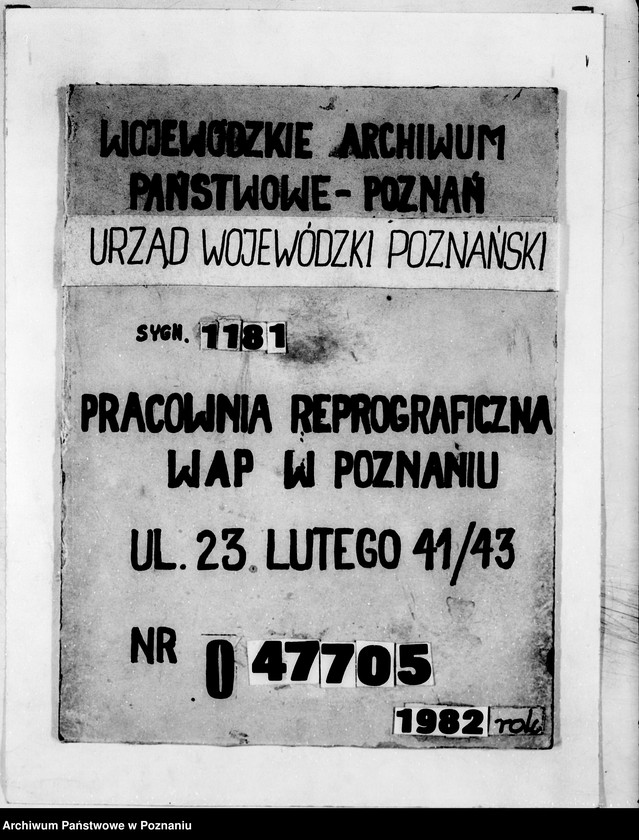 WOJEWÓDZKIE ARCHIWUM
PAŃSTWOWE - POZNAŃ
URZĄD WOJEWÓDZKI POZNAŃSKI
SYGN. 1181
PRACOWNIA REPROGRAFICZNA
WAP W POZNANIU
UL. 23 LUTEGO 41/43
NR 0 47705
1982 roku
Archiwum Państwowe w Poznaniu